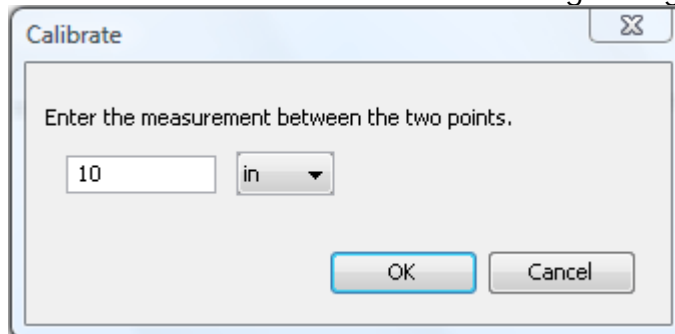 Calibrate
Enter the measurement between the two points.
10 in
OK Cancel